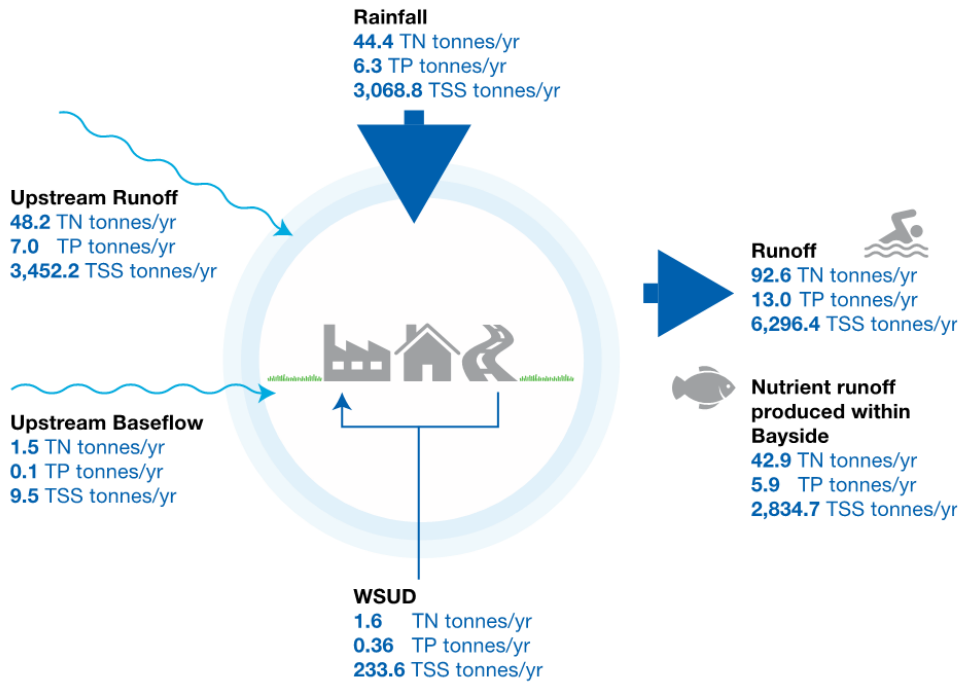 Rainfall
44.4 TN tonnes/yr
6.3 TP tonnes/yr
3,068.8 TSS tonnes/yr
Upstream Runoff
48.2 TN tonnes/yr
7.0 TP tonnes/yr
3,452.2 TSS tonnes/yr
Runoff
92.6 TN tonnes/yr
13.0 TP tonnes/yr
6,296.4 TSS tonnes/yr
Upstream Baseflow
1.5 TN tonnes/yr
0.1 TP tonnes/yr
9.5 TSS tonnes/yr
Nutrient runoff
produced within
Bayside
42.9 TN tonnes/yr
5.9 TP tonnes/yr
2,834.7 TSS tonnes/yr
WSUD
1.6 TN tonnes/yr
0.36 TP tonnes/yr
233.6 TSS tonnes/yr